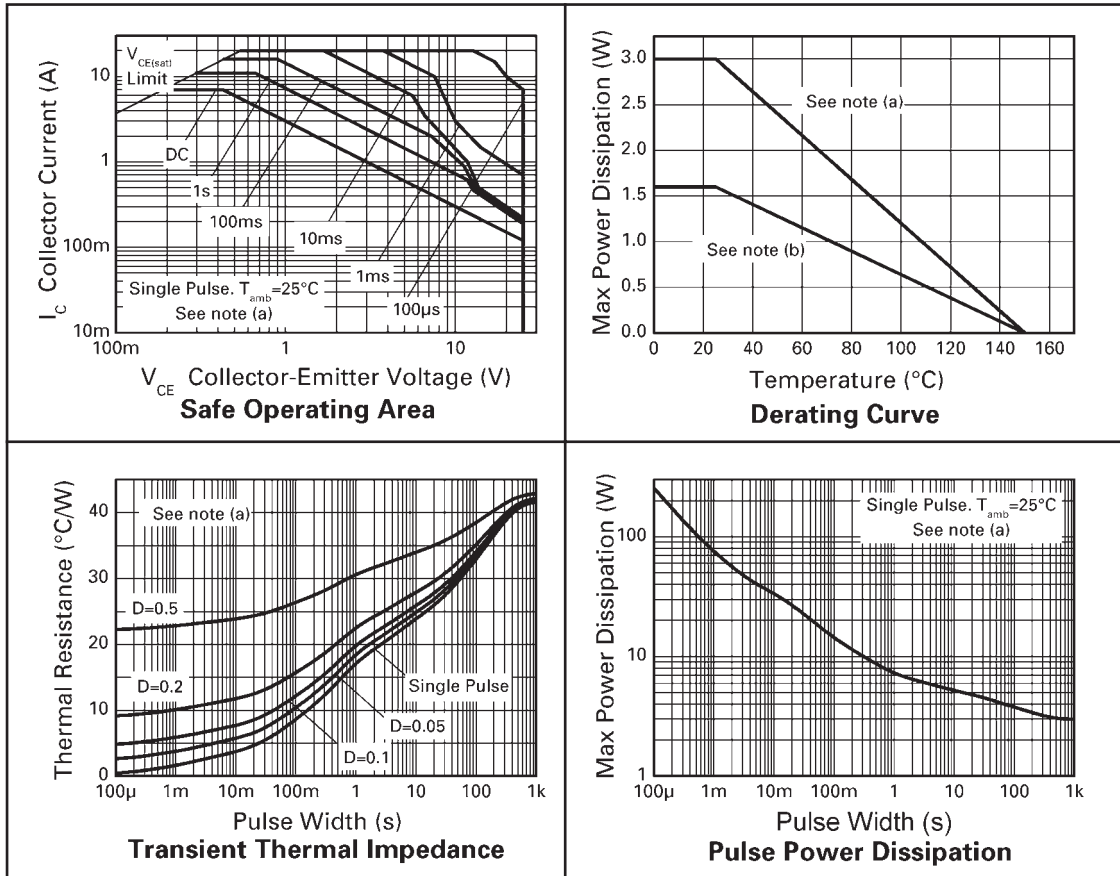 I_C Collector Current (A)
10
1
100m
10m
V_CE(sat)
Limit
DC
1s
100ms
10ms
1ms
100µs
Single Pulse. T_amb=25°C
See note (a)
100m
1
10
V_CE Collector-Emitter Voltage (V)
Safe Operating Area
Max Power Dissipation (W)
3.0
2.5
2.0
1.5
1.0
0.5
0.0
See note (a)
See note (b)
0 20 40 60 80 100 120 140 160
Temperature (°C)
Derating Curve
Thermal Resistance (°C/W)
40
30
20
10
0
See note (a)
D=0.5
D=0.2
Single Pulse
D=0.05
D=0.1
100µ 1m 10m 100m 1 10 100 1k
Pulse Width (s)
Transient Thermal Impedance
Max Power Dissipation (W)
100
10
1
Single Pulse. T_amb=25°C
See note (a)
100µ 1m 10m 100m 1 10 100 1k
Pulse Width (s)
Pulse Power Dissipation